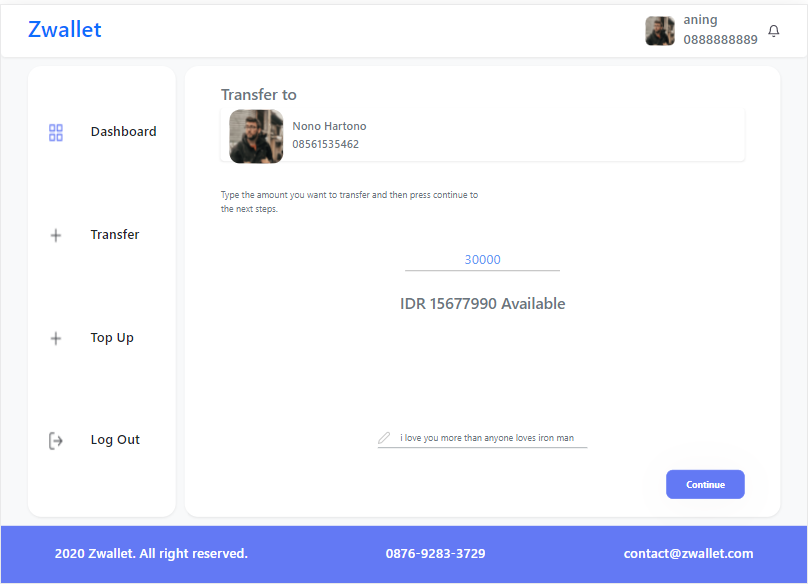 Zwallet
aning
0888888889
Dashboard
Transfer
Top Up
Log Out
Transfer to
Nono Hartono
08561535462
Type the amount you want to transfer and then press continue to
the next steps.
30000
IDR 15677990 Available
i love you more than anyone loves iron man
Continue
2020 Zwallet. All right reserved.
0876-9283-3729
contact@zwallet.com